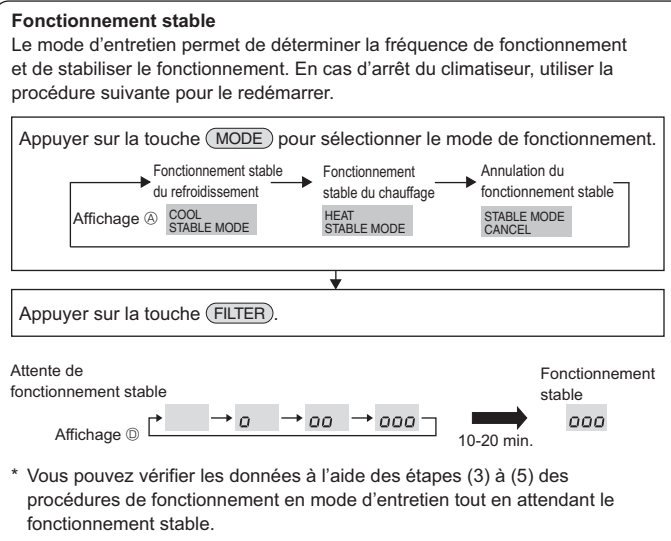 Fonctionnement stable
Le mode d’entretien permet de déterminer la fréquence de fonctionnement
et de stabiliser le fonctionnement. En cas d’arrêt du climatiseur, utiliser la
procédure suivante pour le redémarrer.
Appuyer sur la touche MODE pour sélectionner le mode de fonctionnement.
Fonctionnement stable
du refroidissement
Fonctionnement
stable du chauffage
Annulation du
fonctionnement stable
Affichage Ⓐ
COOL
STABLE MODE
HEAT
STABLE MODE
STABLE MODE
CANCEL
Appuyer sur la touche FILTER.
Attente de
fonctionnement stable
Fonctionnement
stable
Affichage Ⓓ
o
oo
ooo
10-20 min.
ooo
* Vous pouvez vérifier les données à l’aide des étapes (3) à (5) des
procédures de fonctionnement en mode d’entretien tout en attendant le
fonctionnement stable.